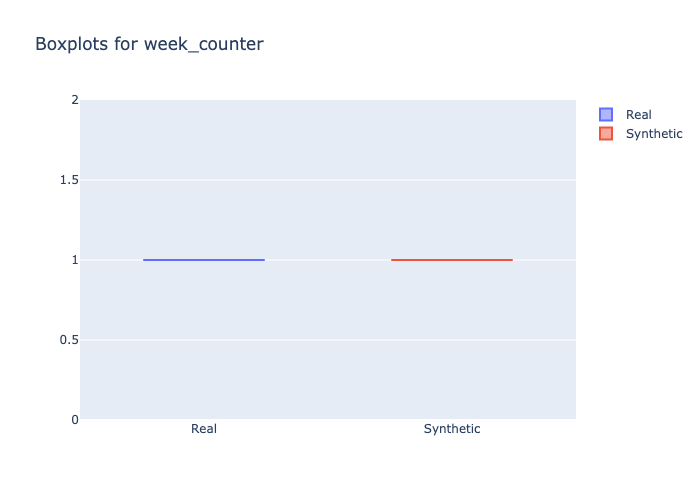 Boxplots for week_counter
Real
Synthetic
2
1.5
1
0.5
0
Real
Synthetic